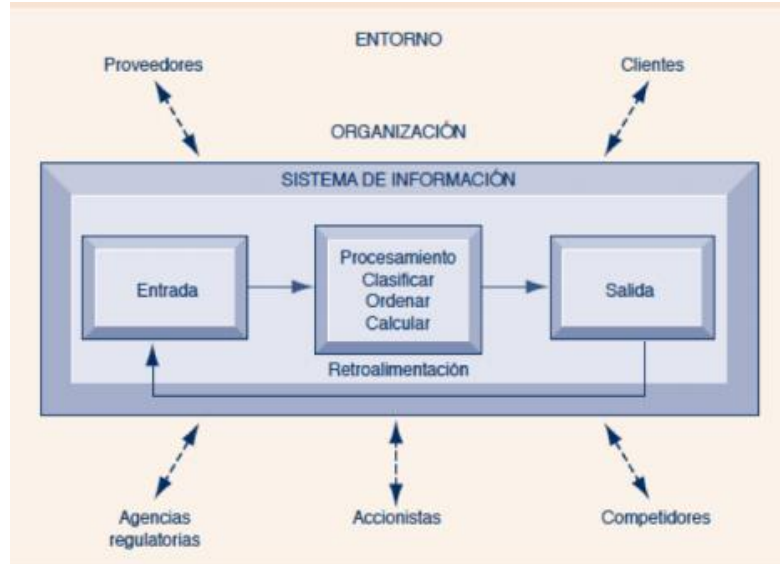 ENTORNO
Proveedores
Clientes
ORGANIZACIÓN
SISTEMA DE INFORMACIÓN
Entrada
Procesamiento
Clasificar
Ordenar
Calcular
Salida
Retroalimentación
Agencias
regulatorias
Accionistas
Competidores